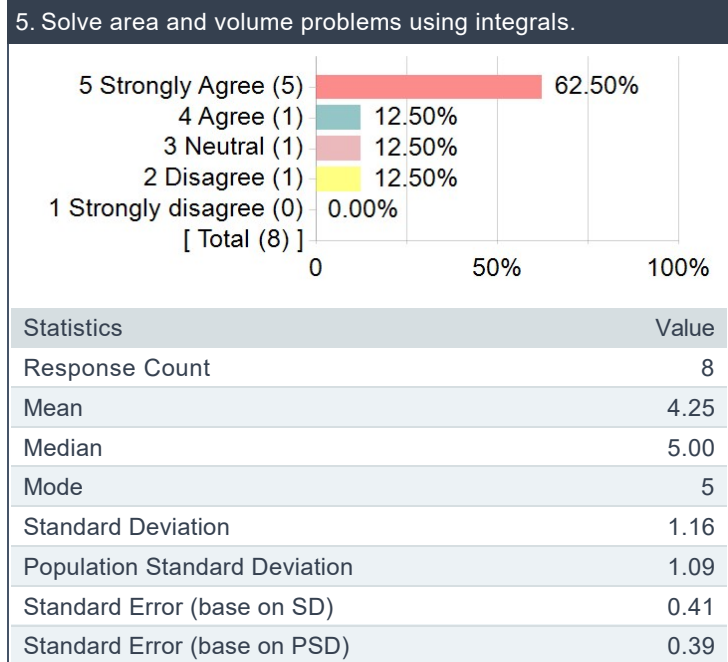 5. Solve area and volume problems using integrals.
5 Strongly Agree (5) 62.50%
4 Agree (1) 12.50%
3 Neutral (1) 12.50%
2 Disagree (1) 12.50%
1 Strongly disagree (0) 0.00%
[ Total (8) ]
0 50% 100%
Statistics Value
Response Count 8
Mean 4.25
Median 5.00
Mode 5
Standard Deviation 1.16
Population Standard Deviation 1.09
Standard Error (base on SD) 0.41
Standard Error (base on PSD) 0.39